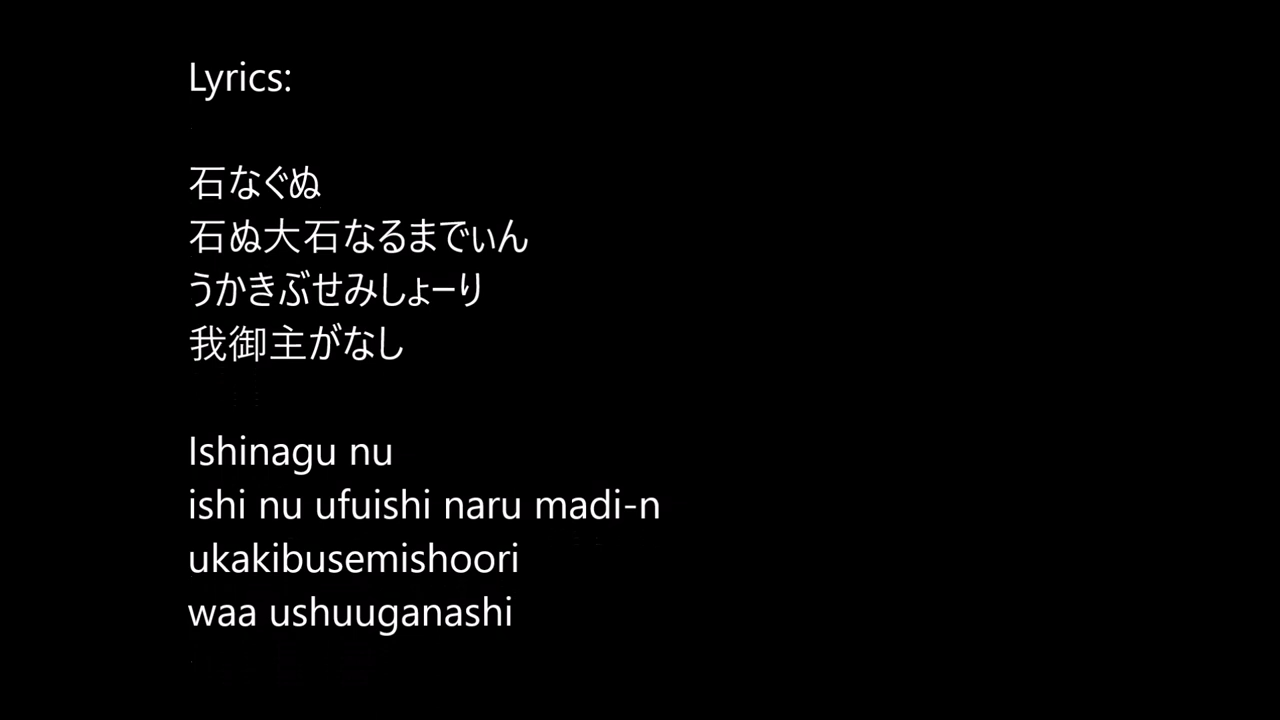 Lyrics:
石なぐぬ
石ぬ大石なるまでぃん
うかきぶせみしょーり
我御主がなし
Ishinagu nu
ishi nu ufuishi naru madi-n
ukakibusemishoori
waa ushuuganashi